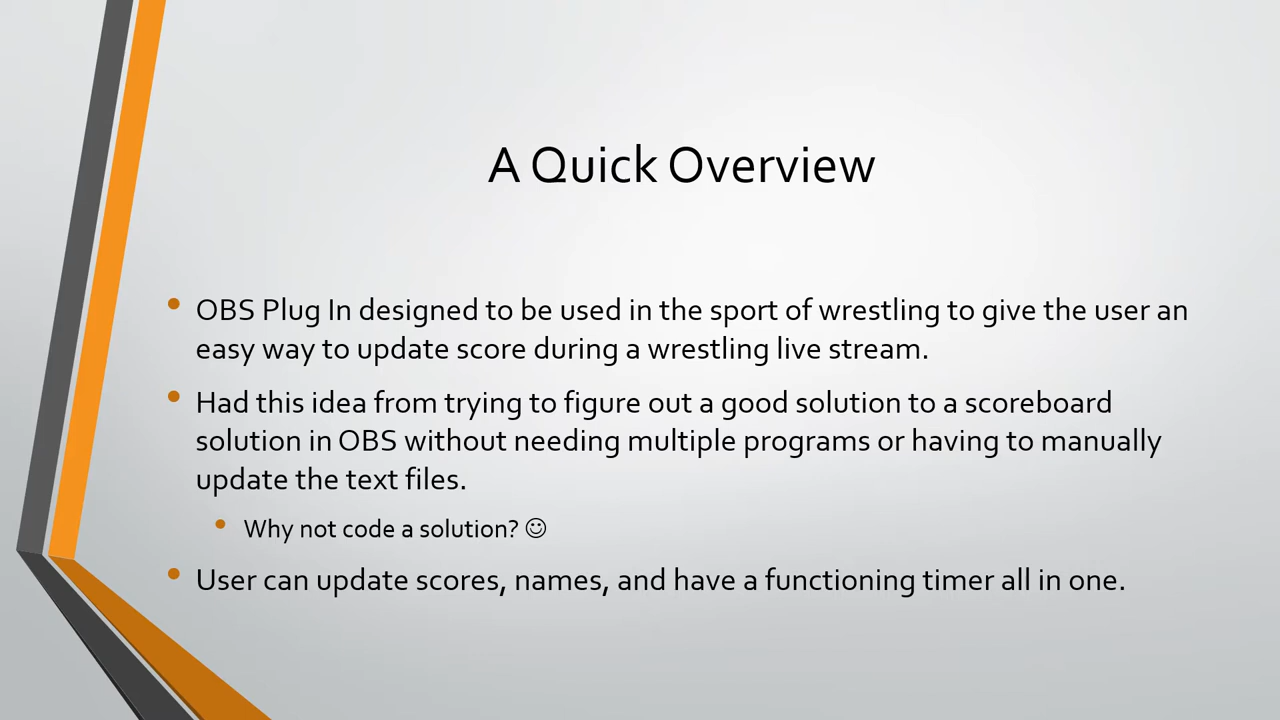 A Quick Overview
• OBS Plug In designed to be used in the sport of wrestling to give the user an
easy way to update score during a wrestling live stream.
• Had this idea from trying to figure out a good solution to a scoreboard
solution in OBS without needing multiple programs or having to manually
update the text files.
• Why not code a solution? ☺
• User can update scores, names, and have a functioning timer all in one.